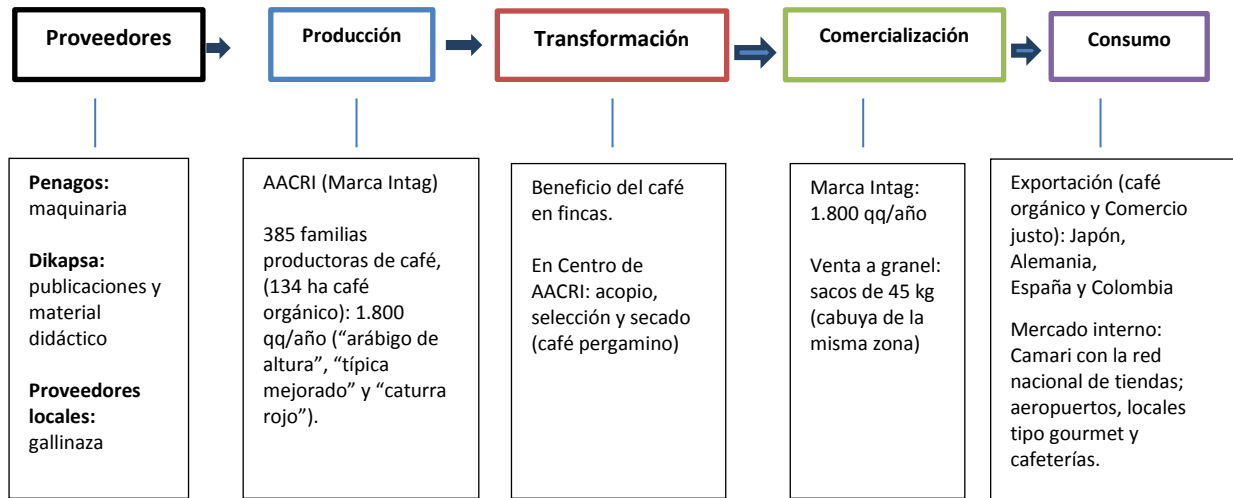 Proveedores
Producción
Transformación
Comercialización
Consumo
Penagos:
maquinaria
Dikapsa:
publicaciones y
material
didáctico
Proveedores
locales:
gallinaza
AACRI (Marca Intag)
385 familias
productoras de café,
(134 ha café
orgánico): 1.800
qq/año (“arábigo de
altura”, “típica
mejorado” y “caturra
rojo”).
Beneficio del café
en fincas.
En Centro de
AACRI: acopio,
selección y secado
(café pergamino)
Marca Intag:
1.800 qq/año
Venta a granel:
sacos de 45 kg
(cabuya de la
misma zona)
Exportación (café
orgánico y Comercio
justo): Japón,
Alemania,
España y Colombia
Mercado interno:
Camari con la red
nacional de tiendas;
aeropuertos, locales
tipo gourmet y
cafeterías.